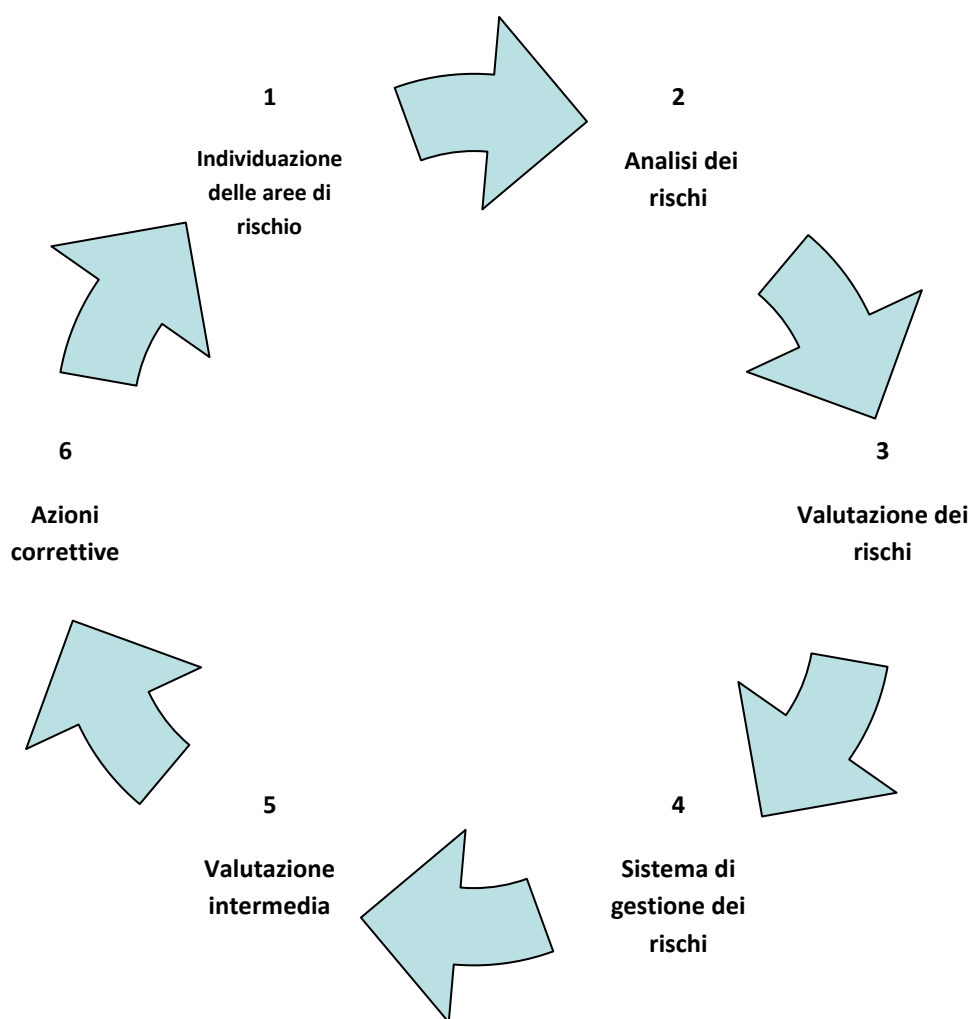 1
Individuazione
delle aree di
rischio
2
Analisi dei
rischi
3
Valutazione dei
rischi
4
Sistema di
gestione dei
rischi
5
Valutazione
intermedia
6
Azioni
correttive